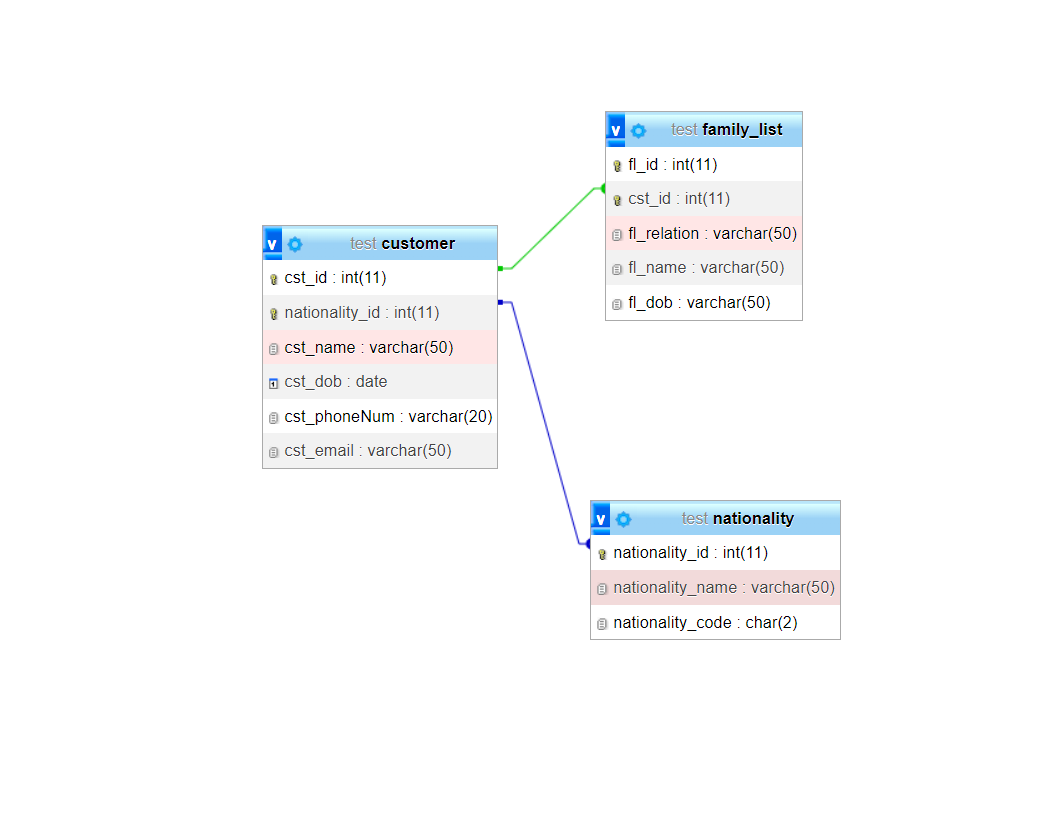 v test family_list
fl_id : int(11)
cst_id : int(11)
fl_relation : varchar(50)
fl_name : varchar(50)
fl_dob : varchar(50)
v test customer
cst_id : int(11)
nationality_id : int(11)
cst_name : varchar(50)
1 cst_dob : date
cst_phoneNum : varchar(20)
cst_email : varchar(50)
v test nationality
nationality_id : int(11)
nationality_name : varchar(50)
nationality_code : char(2)